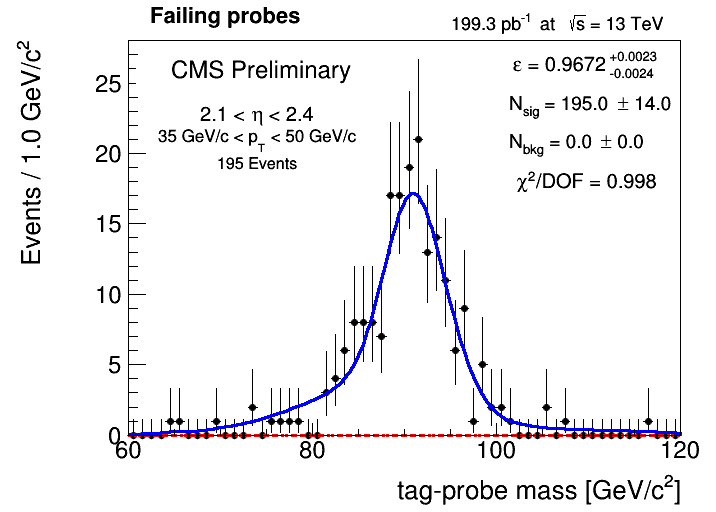 Failing probes
199.3 pb⁻¹ at √s = 13 TeV
CMS Preliminary
2.1 < η < 2.4
35 GeV/c < p_T < 50 GeV/c
195 Events
ε = 0.9672 +0.0023 -0.0024
N_sig = 195.0 ± 14.0
N_bkg = 0.0 ± 0.0
χ²/DOF = 0.998
Events / 1.0 GeV/c²
25
20
15
10
5
0
60 80 100 120
tag-probe mass [GeV/c²]